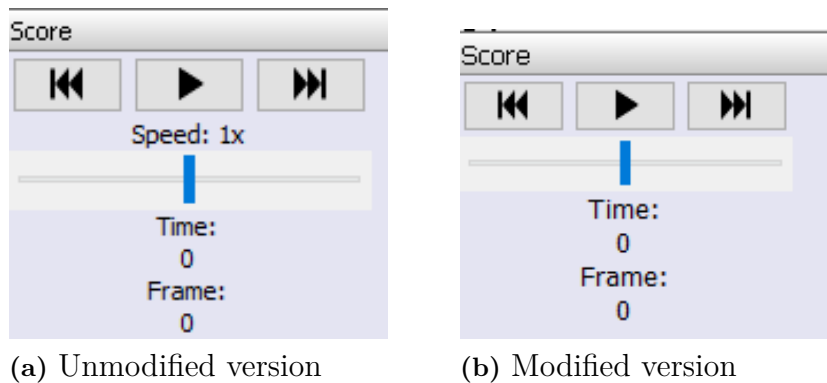 Score
Speed: 1x
Time:
0
Frame:
0
(a) Unmodified version
Score
Time:
0
Frame:
0
(b) Modified version